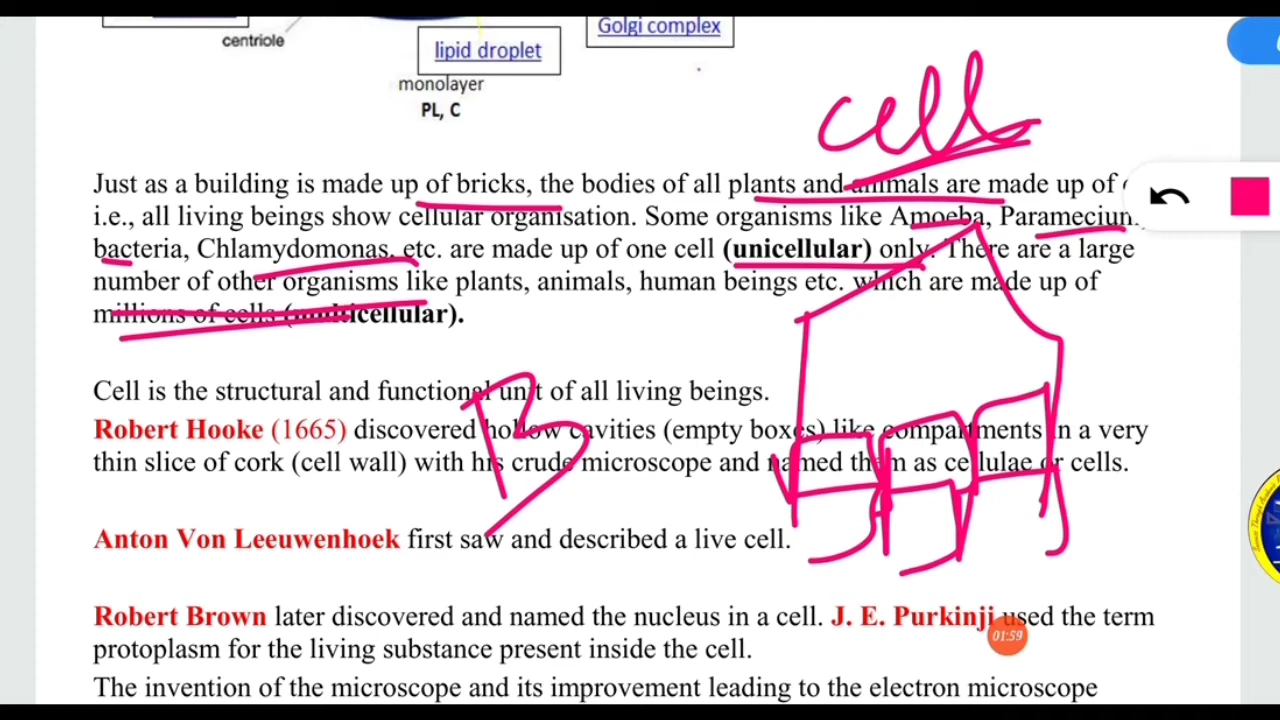 centriole
Golgi complex
lipid droplet
monolayer
PL, C
cell
Just as a building is made up of bricks, the bodies of all plants and animals are made up of
i.e., all living beings show cellular organisation. Some organisms like Amoeba, Paramecium
bacteria, Chlamydomonas. etc. are made up of one cell (unicellular) only. There are a large
number of other organisms like plants, animals, human beings etc. which are made up of
millions of cells (multicellular).
Cell is the structural and functional unit of all living beings.
B
Robert Hooke (1665) discovered hollow cavities (empty boxes) like compartments in a very
thin slice of cork (cell wall) with his crude microscope and named them as cellulae or cells.
Anton Von Leeuwenhoek first saw and described a live cell.
Robert Brown later discovered and named the nucleus in a cell. J. E. Purkinji used the term
01:59
protoplasm for the living substance present inside the cell.
The invention of the microscope and its improvement leading to the electron microscope